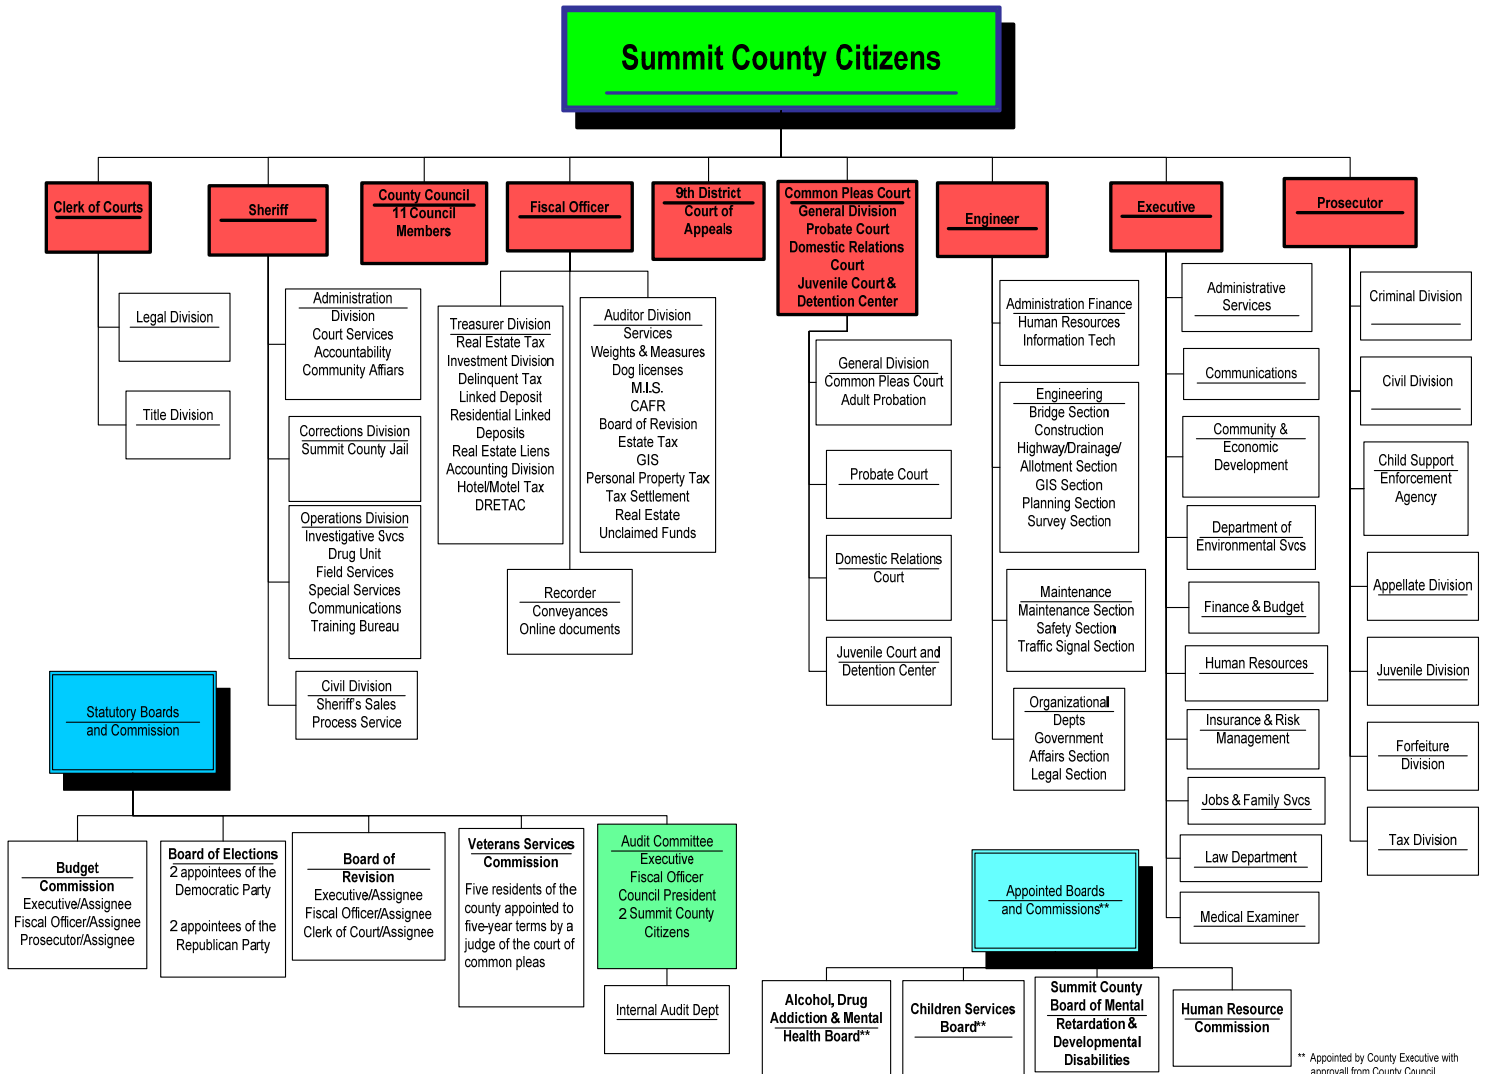 Summit County Citizens
Clerk of Courts
Legal Division
Title Division
Sheriff
Administration
Division
Court Services
Accountability
Community Affiars
Corrections Division
Summit County Jail
Operations Division
Investigative Svcs
Drug Unit
Field Services
Special Services
Communications
Training Bureau
Civil Division
Sheriff's Sales
Process Service
County Council
11 Council
Members
Fiscal Officer
Treasurer Division
Real Estate Tax
Investment Division
Delinquent Tax
Linked Deposit
Residential Linked
Deposits
Real Estate Liens
Accounting Division
Hotel/Motel Tax
DRETAC
Auditor Division
Services
Weights & Measures
Dog licenses
M.I.S.
CAFR
Board of Revision
Estate Tax
GIS
Personal Property Tax
Tax Settlement
Real Estate
Unclaimed Funds
Recorder
Conveyances
Online documents
9th District
Court of
Appeals
Common Pleas Court
General Division
Probate Court
Domestic Relations
Court
Juvenile Court &
Detention Center
General Division
Common Pleas Court
Adult Probation
Probate Court
Domestic Relations
Court
Juvenile Court and
Detention Center
Engineer
Administration Finance
Human Resources
Information Tech
Engineering
Bridge Section
Construction
Highway/Drainage/
Allotment Section
GIS Section
Planning Section
Survey Section
Maintenance
Maintenance Section
Safety Section
Traffic Signal Section
Organizational
Depts
Government
Affairs Section
Legal Section
Executive
Administrative
Services
Communications
Community &
Economic
Development
Department of
Environmental Svcs
Finance & Budget
Human Resources
Insurance & Risk
Management
Jobs & Family Svcs
Law Department
Medical Examiner
Prosecutor
Criminal Division
Civil Division
Child Support
Enforcement
Agency
Appellate Division
Juvenile Division
Forfeiture
Division
Tax Division
Statutory Boards
and Commission
Budget
Commission
Executive/Assignee
Fiscal Officer/Assignee
Prosecutor/Assignee
Board of Elections
2 appointees of the
Democratic Party
2 appointees of the
Republican Party
Board of
Revision
Executive/Assignee
Fiscal Officer/Assignee
Clerk of Court/Assignee
Veterans Services
Commission
Five residents of the
county appointed to
five-year terms by a
judge of the court of
common pleas
Audit Committee
Executive
Fiscal Officer
Council President
2 Summit County
Citizens
Internal Audit Dept
Appointed Boards
and Commissions**
Alcohol, Drug
Addiction & Mental
Health Board**
Children Services
Board**
Summit County
Board of Mental
Retardation &
Developmental
Disabilities
Human Resource
Commission
** Appointed by County Executive with
approvall from County Council